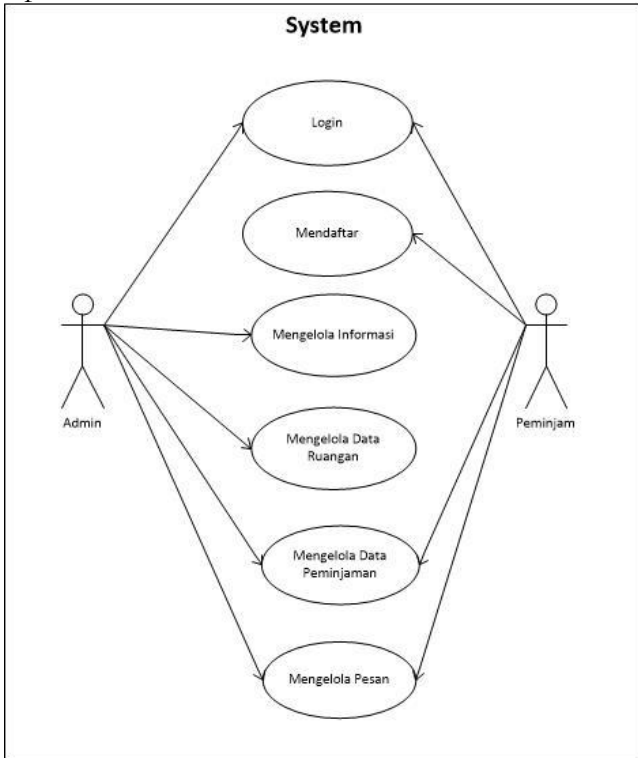 System
Login
Mendaftar
Mengelola Informasi
Admin
Peminjam
Mengelola Data
Ruangan
Mengelola Data
Peminjaman
Mengelola Pesan